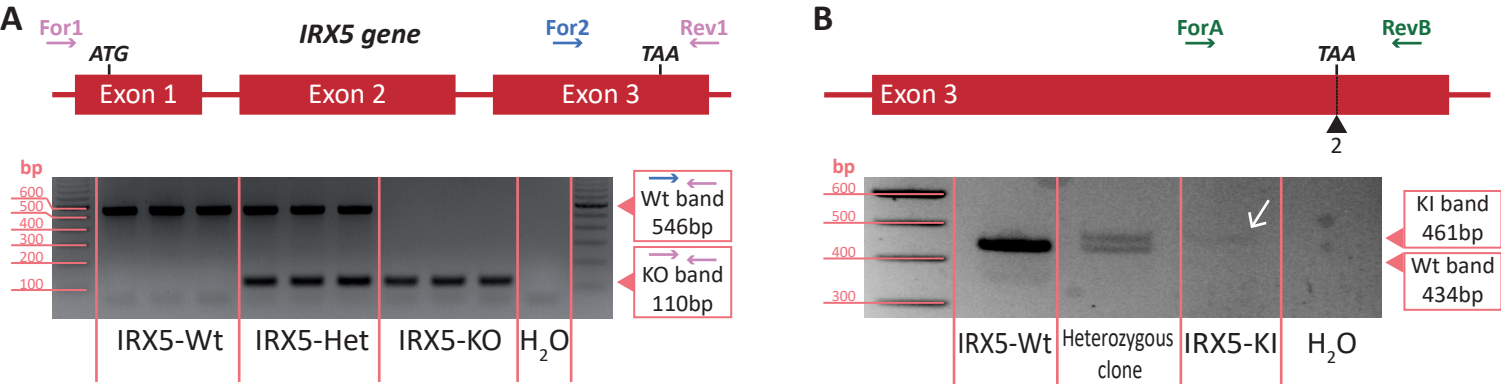 A
For1
IRX5 gene
For2
Rev1
ATG
TAA
Exon 1
Exon 2
Exon 3
bp
600
500
400
300
200
100
Wt band
546bp
KO band
110bp
IRX5-Wt
IRX5-Het
IRX5-KO
H2O
B
ForA
RevB
TAA
Exon 3
2
bp
600
500
400
300
KI band
461bp
Wt band
434bp
IRX5-Wt
Heterozygous
clone
IRX5-KI
H2O